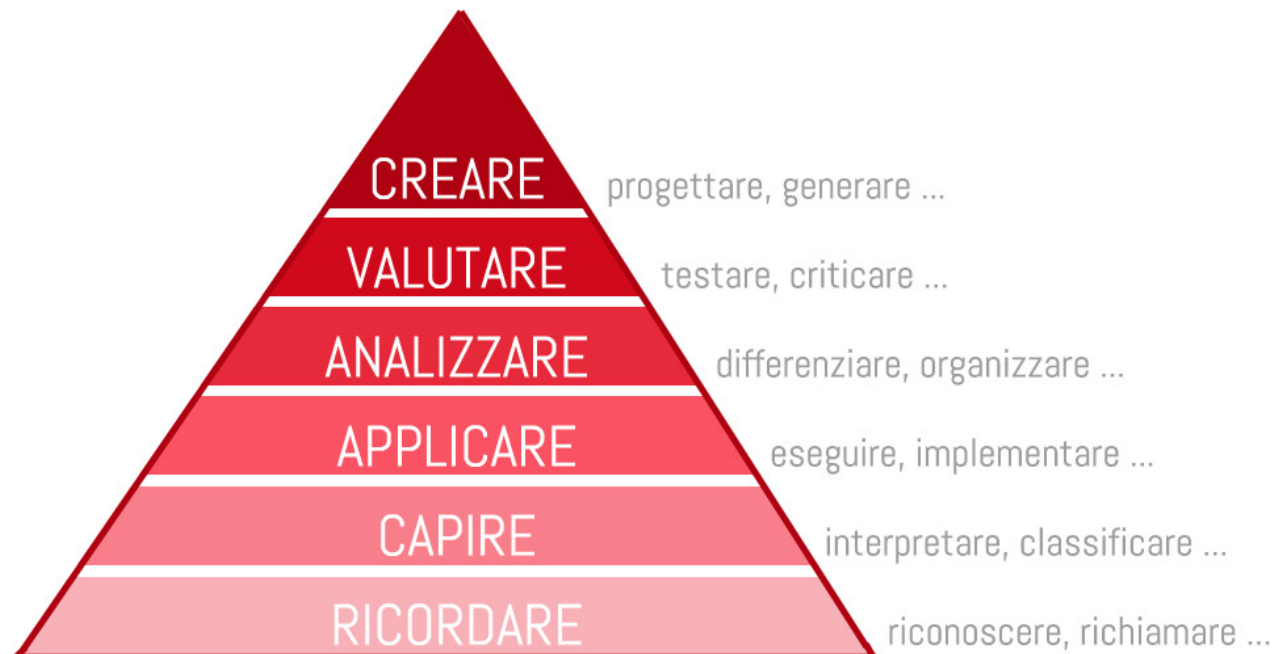 CREARE progettare, generare ...
VALUTARE testare, criticare ...
ANALIZZARE differenziare, organizzare ...
APPLICARE eseguire, implementare ...
CAPIRE interpretare, classificare ...
RICORDARE riconoscere, richiamare ...